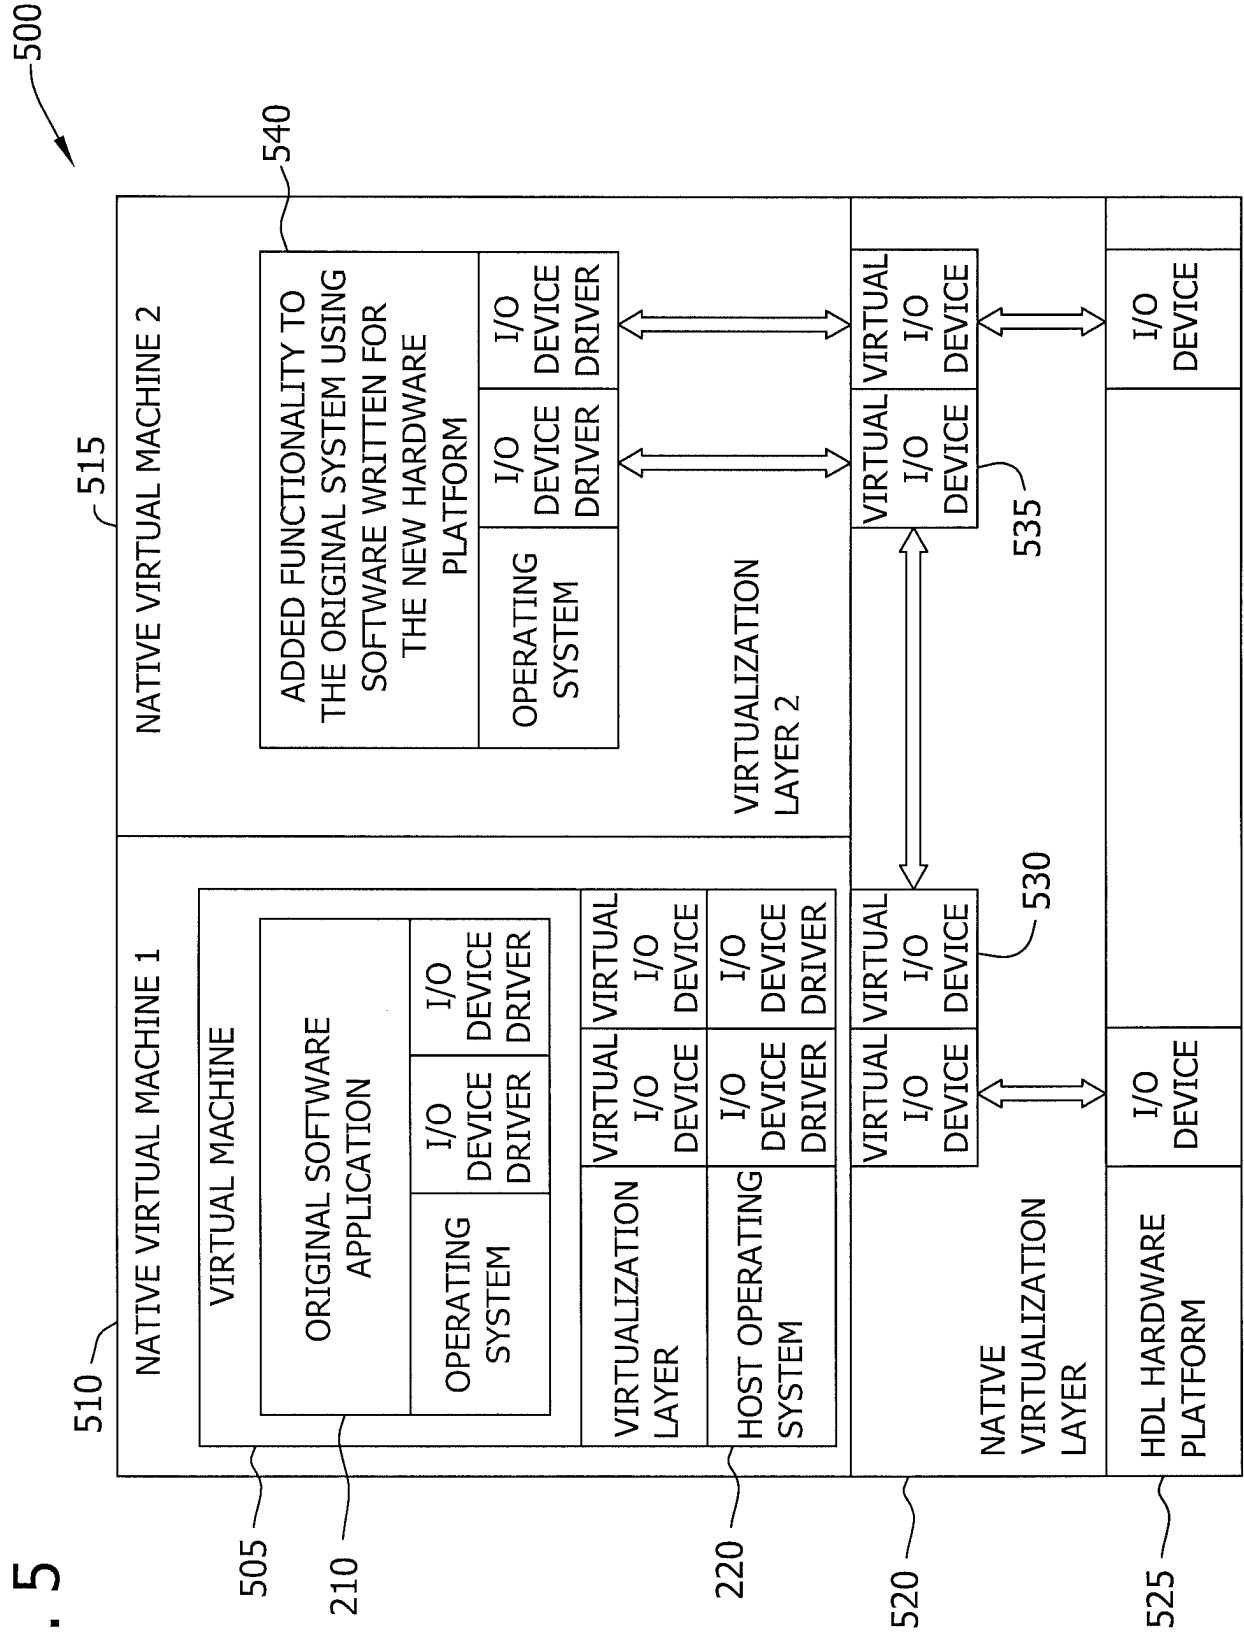 . 5
500
510
NATIVE VIRTUAL MACHINE 1
505
VIRTUAL MACHINE
210
ORIGINAL SOFTWARE
APPLICATION
OPERATING
SYSTEM
I/O
DEVICE
DRIVER
I/O
DEVICE
DRIVER
VIRTUALIZATION
LAYER
VIRTUAL
I/O
DEVICE
VIRTUAL
I/O
DEVICE
220
HOST OPERATING
SYSTEM
I/O
DEVICE
DRIVER
I/O
DEVICE
DRIVER
515
NATIVE VIRTUAL MACHINE 2
540
ADDED FUNCTIONALITY TO
THE ORIGINAL SYSTEM USING
SOFTWARE WRITTEN FOR
THE NEW HARDWARE
PLATFORM
OPERATING
SYSTEM
I/O
DEVICE
DRIVER
I/O
DEVICE
DRIVER
VIRTUALIZATION
LAYER 2
520
NATIVE
VIRTUALIZATION
LAYER
VIRTUAL
I/O
DEVICE
VIRTUAL
I/O
DEVICE
530
VIRTUAL
I/O
DEVICE
535
VIRTUAL
I/O
DEVICE
525
HDL HARDWARE
PLATFORM
I/O
DEVICE
I/O
DEVICE